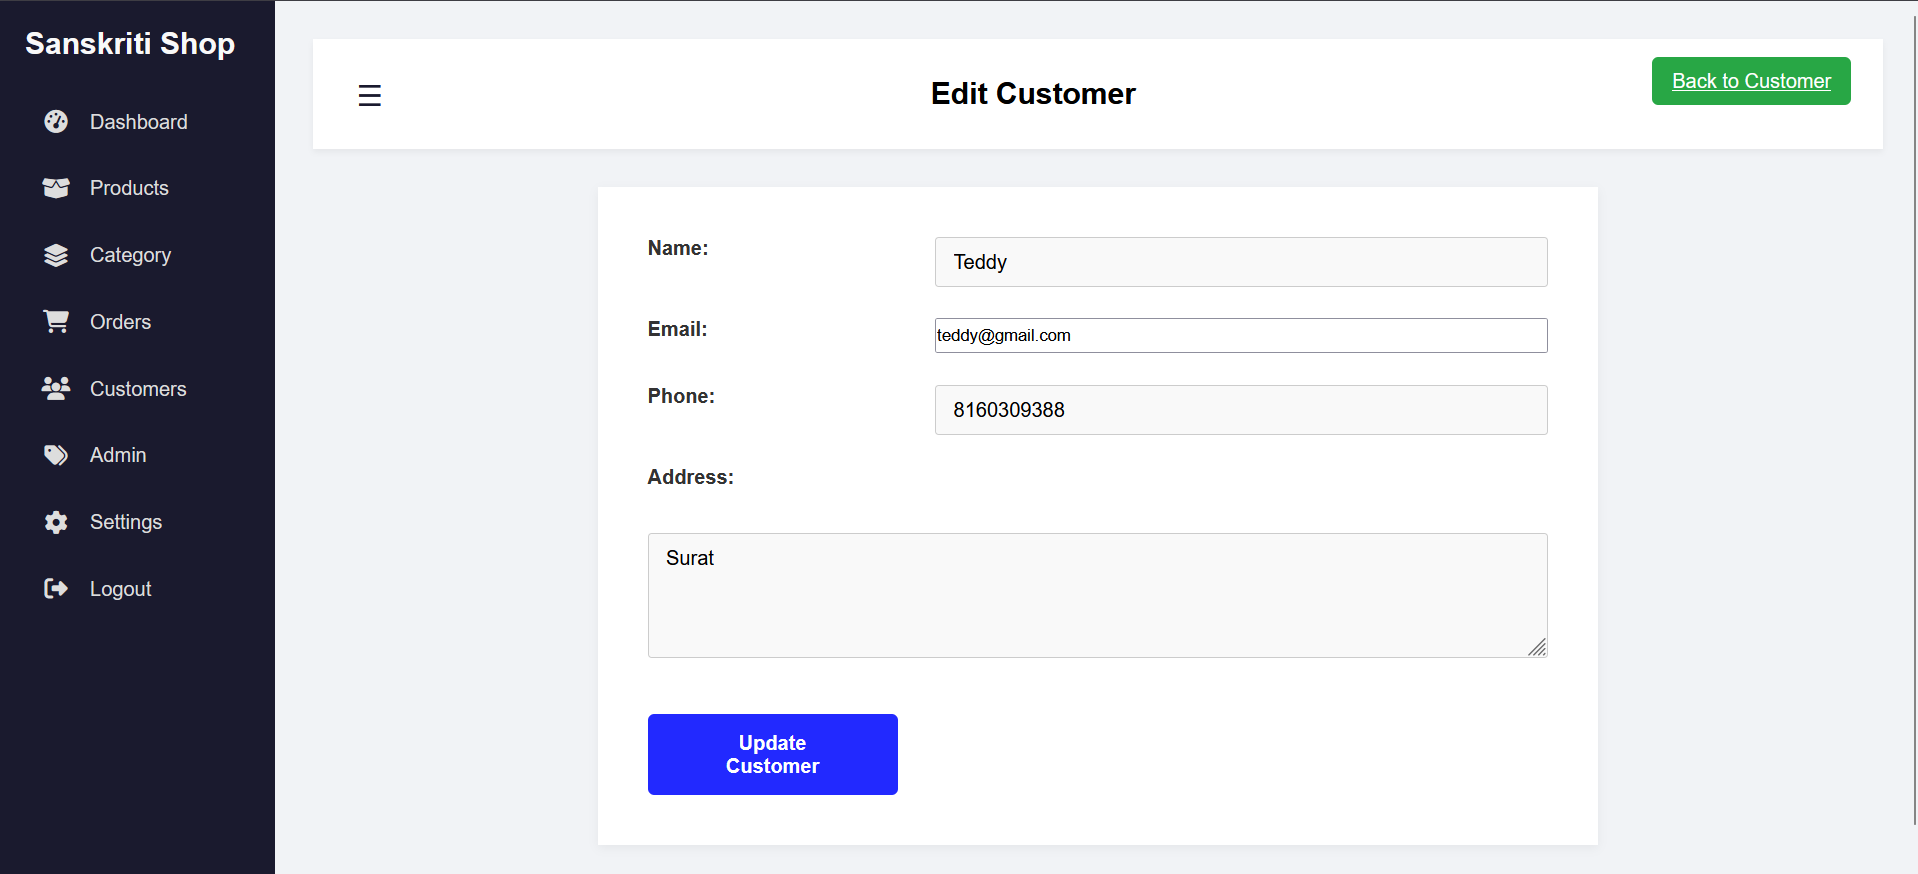 Sanskriti Shop
Dashboard
Products
Category
Orders
Customers
Admin
Settings
Logout
Edit Customer
Back to Customer
Name:
Teddy
Email:
teddy@gmail.com
Phone:
8160309388
Address:
Surat
Update
Customer